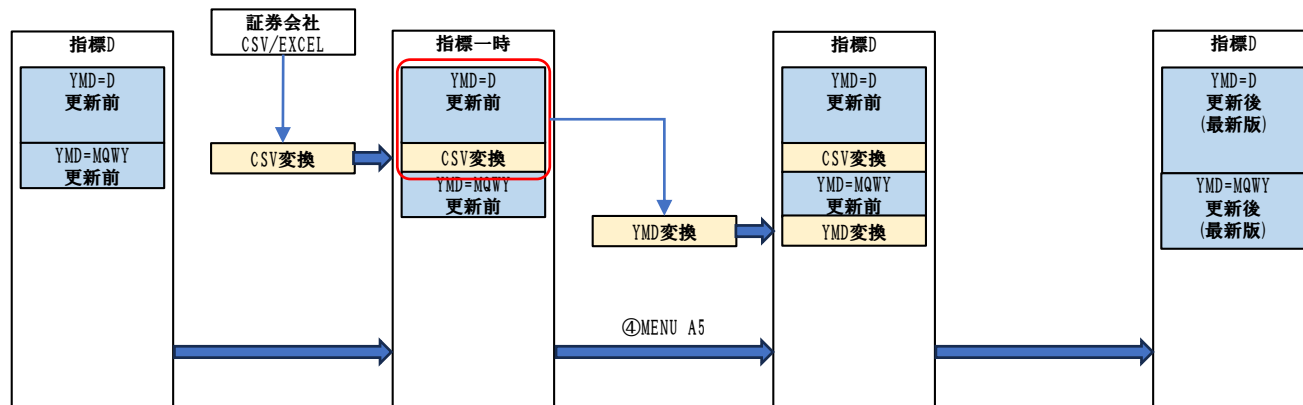 指標D
YMD=D
更新前
YMD=MQWY
更新前
証券会社
CSV/EXCEL
CSV変換
指標一時
YMD=D
更新前
CSV変換
YMD=MQWY
更新前
YMD変換
④MENU A5
指標D
YMD=D
更新前
CSV変換
YMD=MQWY
更新前
YMD変換
指標D
YMD=D
更新後
(最新版)
YMD=MQWY
更新後
(最新版)